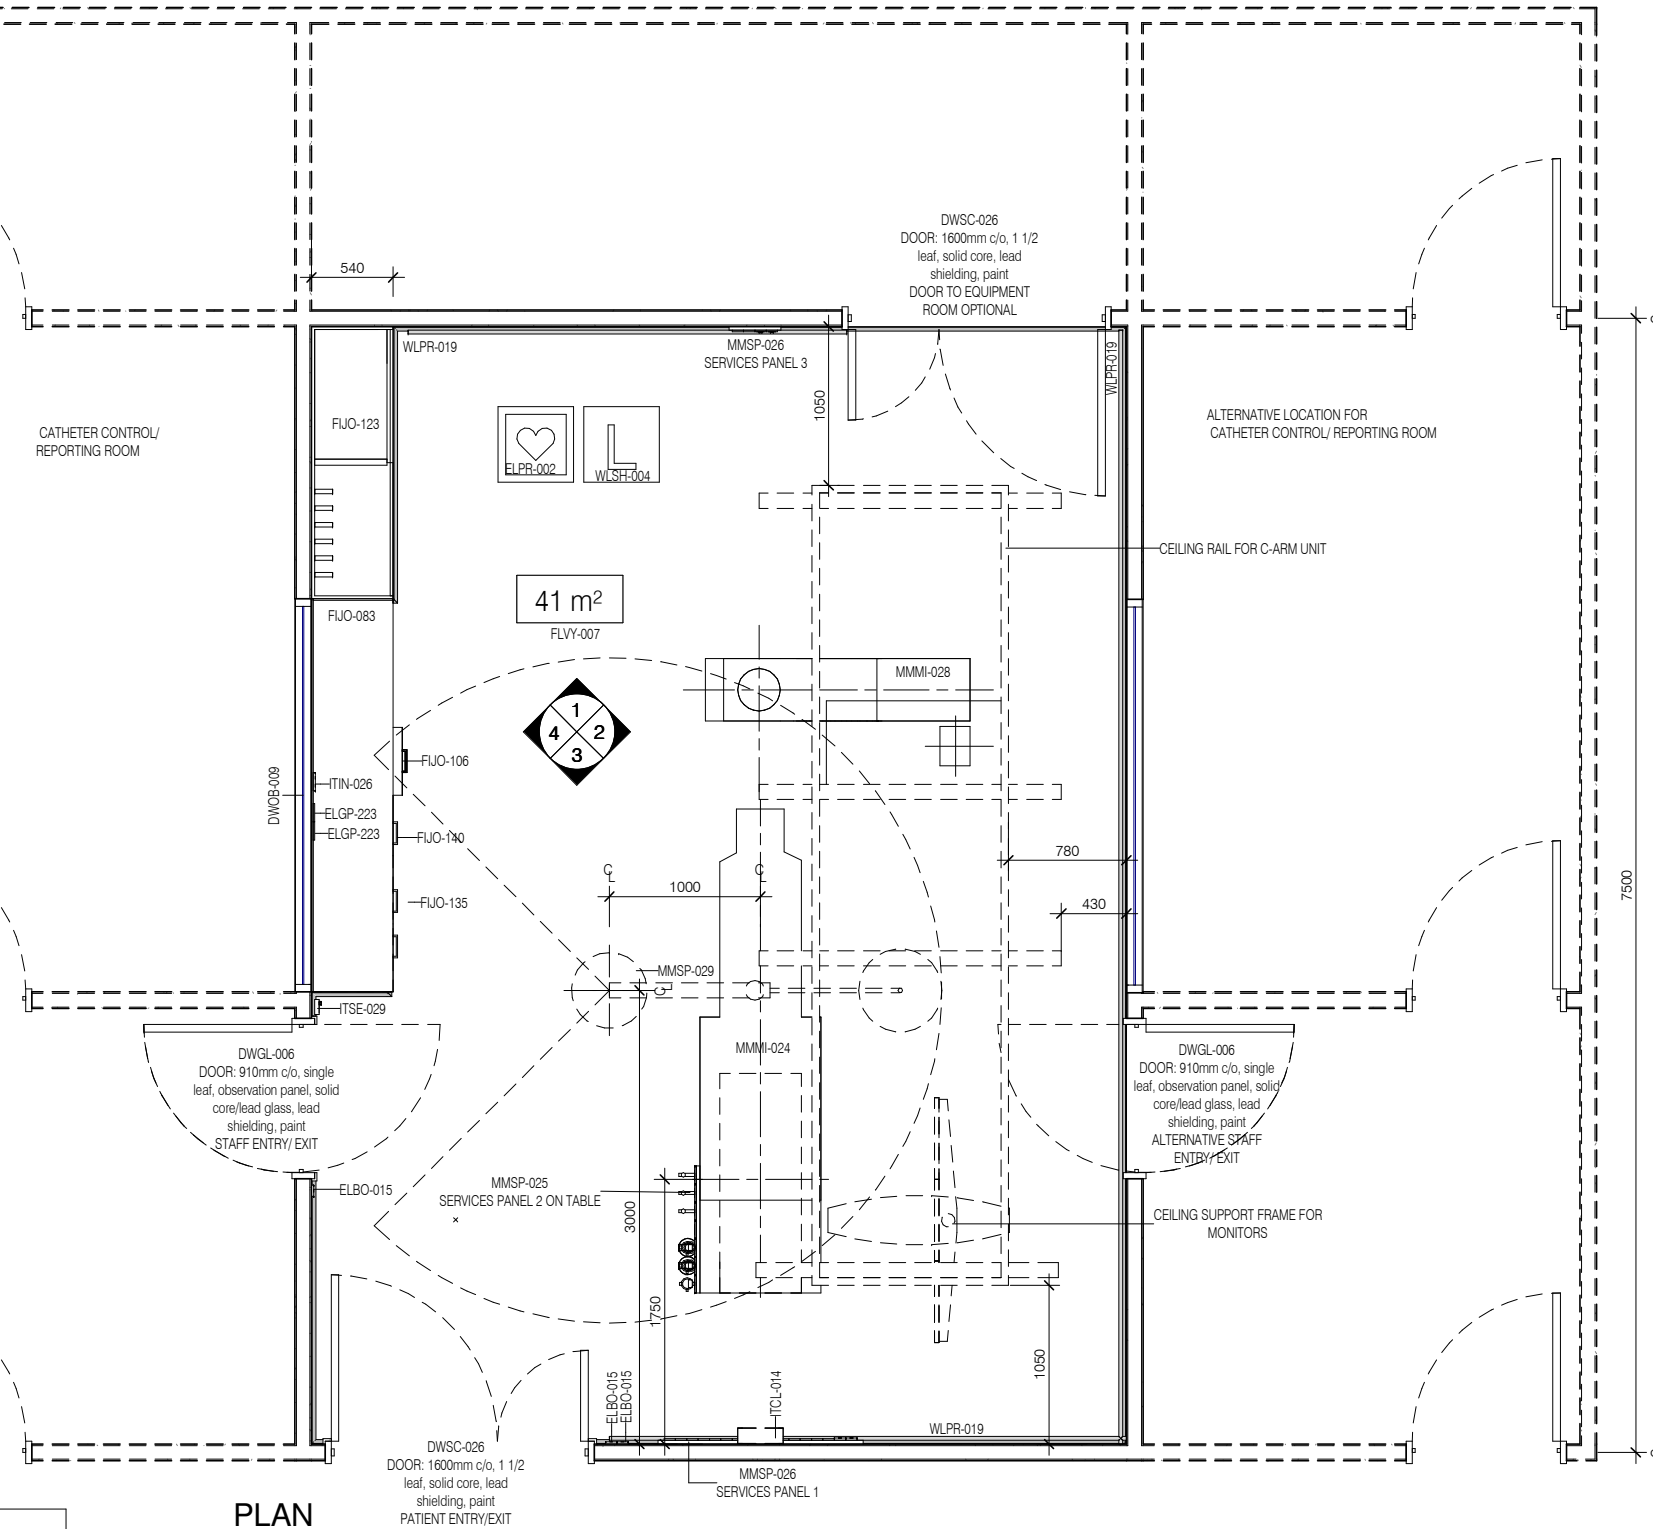 DWSC-026
DOOR: 1600mm c/o, 1 1/2
leaf, solid core, lead
shielding, paint
DOOR TO EQUIPMENT
ROOM OPTIONAL
540
WLPR-019
MMSP-026
SERVICES PANEL 3
WLPR-019
1050
FIJO-123
CATHETER CONTROL/
REPORTING ROOM
ALTERNATIVE LOCATION FOR
CATHETER CONTROL/ REPORTING ROOM
ELPR-002
L
WLSH-004
CEILING RAIL FOR C-ARM UNIT
41 m2
FLVY-007
FIJO-083
MMMI-028
1
4 2
3
FIJO-106
ITIN-026
DWOB-009
ELGP-223
ELGP-223
FIJO-140
780
7500
CL
CL
1000
FIJO-135
430
MMSP-029
CL
ITSE-029
DWGL-006
DOOR: 910mm c/o, single
leaf, observation panel, solid
core/lead glass, lead
shielding, paint
STAFF ENTRY/ EXIT
MMMI-024
DWGL-006
DOOR: 910mm c/o, single
leaf, observation panel, solid
core/lead glass, lead
shielding, paint
ALTERNATIVE STAFF
ENTRY/ EXIT
ELBO-015
MMSP-025
SERVICES PANEL 2 ON TABLE
3000
CEILING SUPPORT FRAME FOR
MONITORS
1750
1050
ELBO-015
ELBO-015
ITCL-014
WLPR-019
DWSC-026
DOOR: 1600mm c/o, 1 1/2
leaf, solid core, lead
shielding, paint
PATIENT ENTRY/EXIT
MMSP-026
SERVICES PANEL 1
PLAN